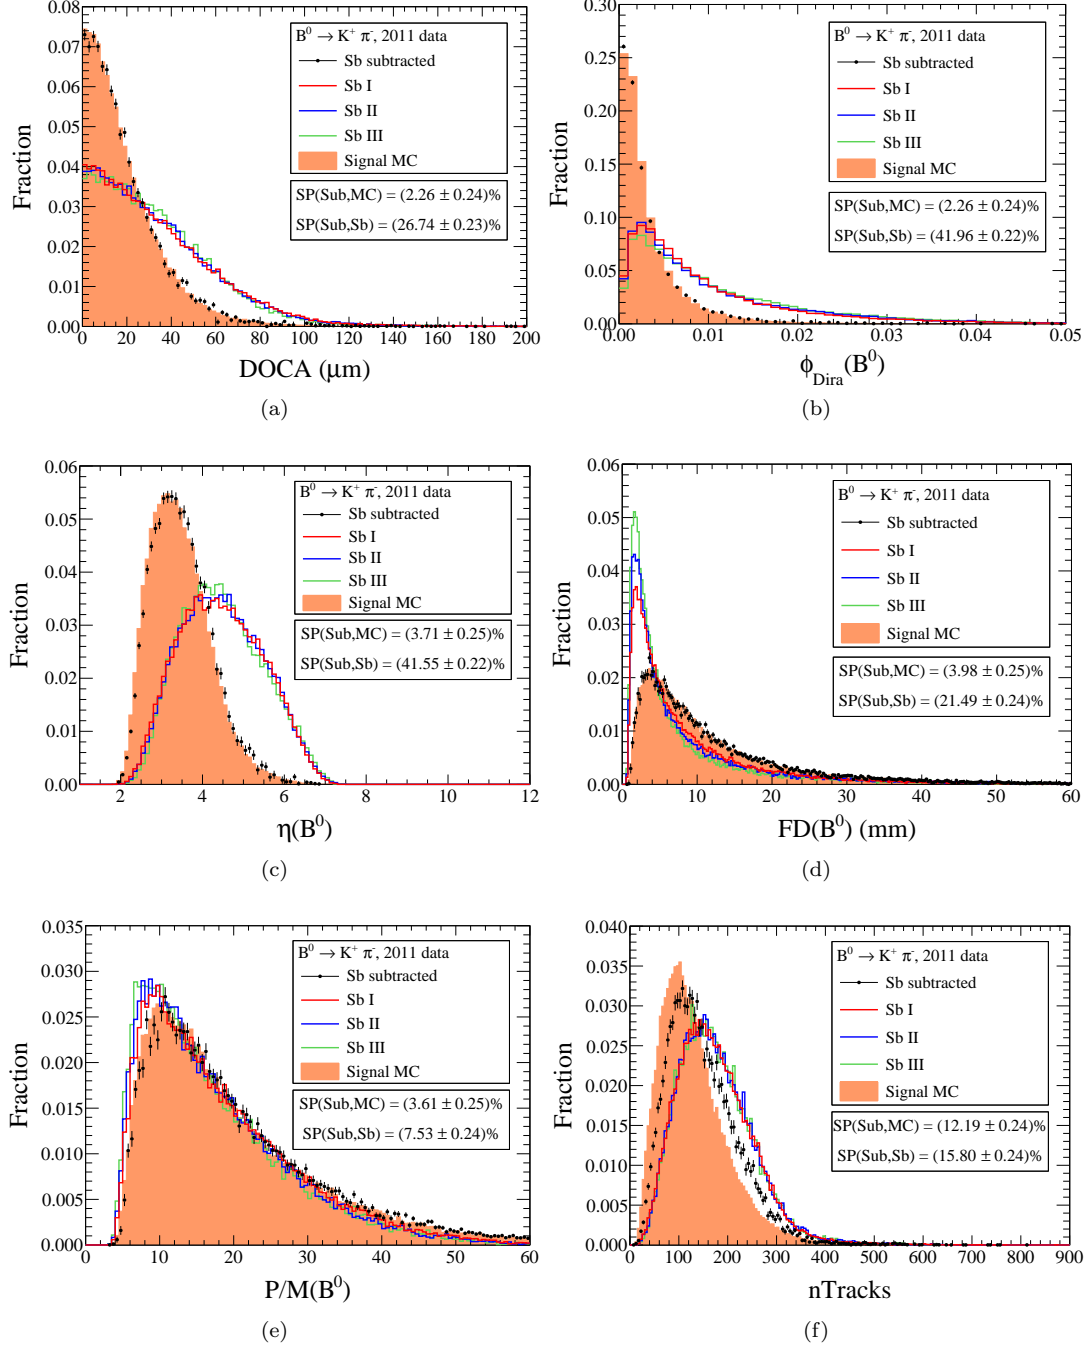 0.08
0.07
0.06
0.05
0.04
0.03
0.02
0.01
0.00
Fraction
B⁰ → K⁺ π⁻, 2011 data
Sb subtracted
Sb I
Sb II
Sb III
Signal MC
SP(Sub,MC) = (2.26 ± 0.24)%
SP(Sub,Sb) = (26.74 ± 0.23)%
0 20 40 60 80 100 120 140 160 180 200
DOCA (μm)
(a)
0.30
0.25
0.20
0.15
0.10
0.05
0.00
Fraction
B⁰ → K⁺ π⁻, 2011 data
Sb subtracted
Sb I
Sb II
Sb III
Signal MC
SP(Sub,MC) = (2.26 ± 0.24)%
SP(Sub,Sb) = (41.96 ± 0.22)%
0.00 0.01 0.02 0.03 0.04 0.05
ϕ_Dira(B⁰)
(b)
0.06
0.05
0.04
0.03
0.02
0.01
0.00
Fraction
B⁰ → K⁺ π⁻, 2011 data
Sb subtracted
Sb I
Sb II
Sb III
Signal MC
SP(Sub,MC) = (3.71 ± 0.25)%
SP(Sub,Sb) = (41.55 ± 0.22)%
2 4 6 8 10 12
η(B⁰)
(c)
0.06
0.05
0.04
0.03
0.02
0.01
0.00
Fraction
B⁰ → K⁺ π⁻, 2011 data
Sb subtracted
Sb I
Sb II
Sb III
Signal MC
SP(Sub,MC) = (3.98 ± 0.25)%
SP(Sub,Sb) = (21.49 ± 0.24)%
0 10 20 30 40 50 60
FD(B⁰) (mm)
(d)
0.035
0.030
0.025
0.020
0.015
0.010
0.005
0.000
Fraction
B⁰ → K⁺ π⁻, 2011 data
Sb subtracted
Sb I
Sb II
Sb III
Signal MC
SP(Sub,MC) = (3.61 ± 0.25)%
SP(Sub,Sb) = (7.53 ± 0.24)%
0 10 20 30 40 50 60
P/M(B⁰)
(e)
0.040
0.035
0.030
0.025
0.020
0.015
0.010
0.005
0.000
Fraction
B⁰ → K⁺ π⁻, 2011 data
Sb subtracted
Sb I
Sb II
Sb III
Signal MC
SP(Sub,MC) = (12.19 ± 0.24)%
SP(Sub,Sb) = (15.80 ± 0.24)%
0 100 200 300 400 500 600 700 800 900
nTracks
(f)